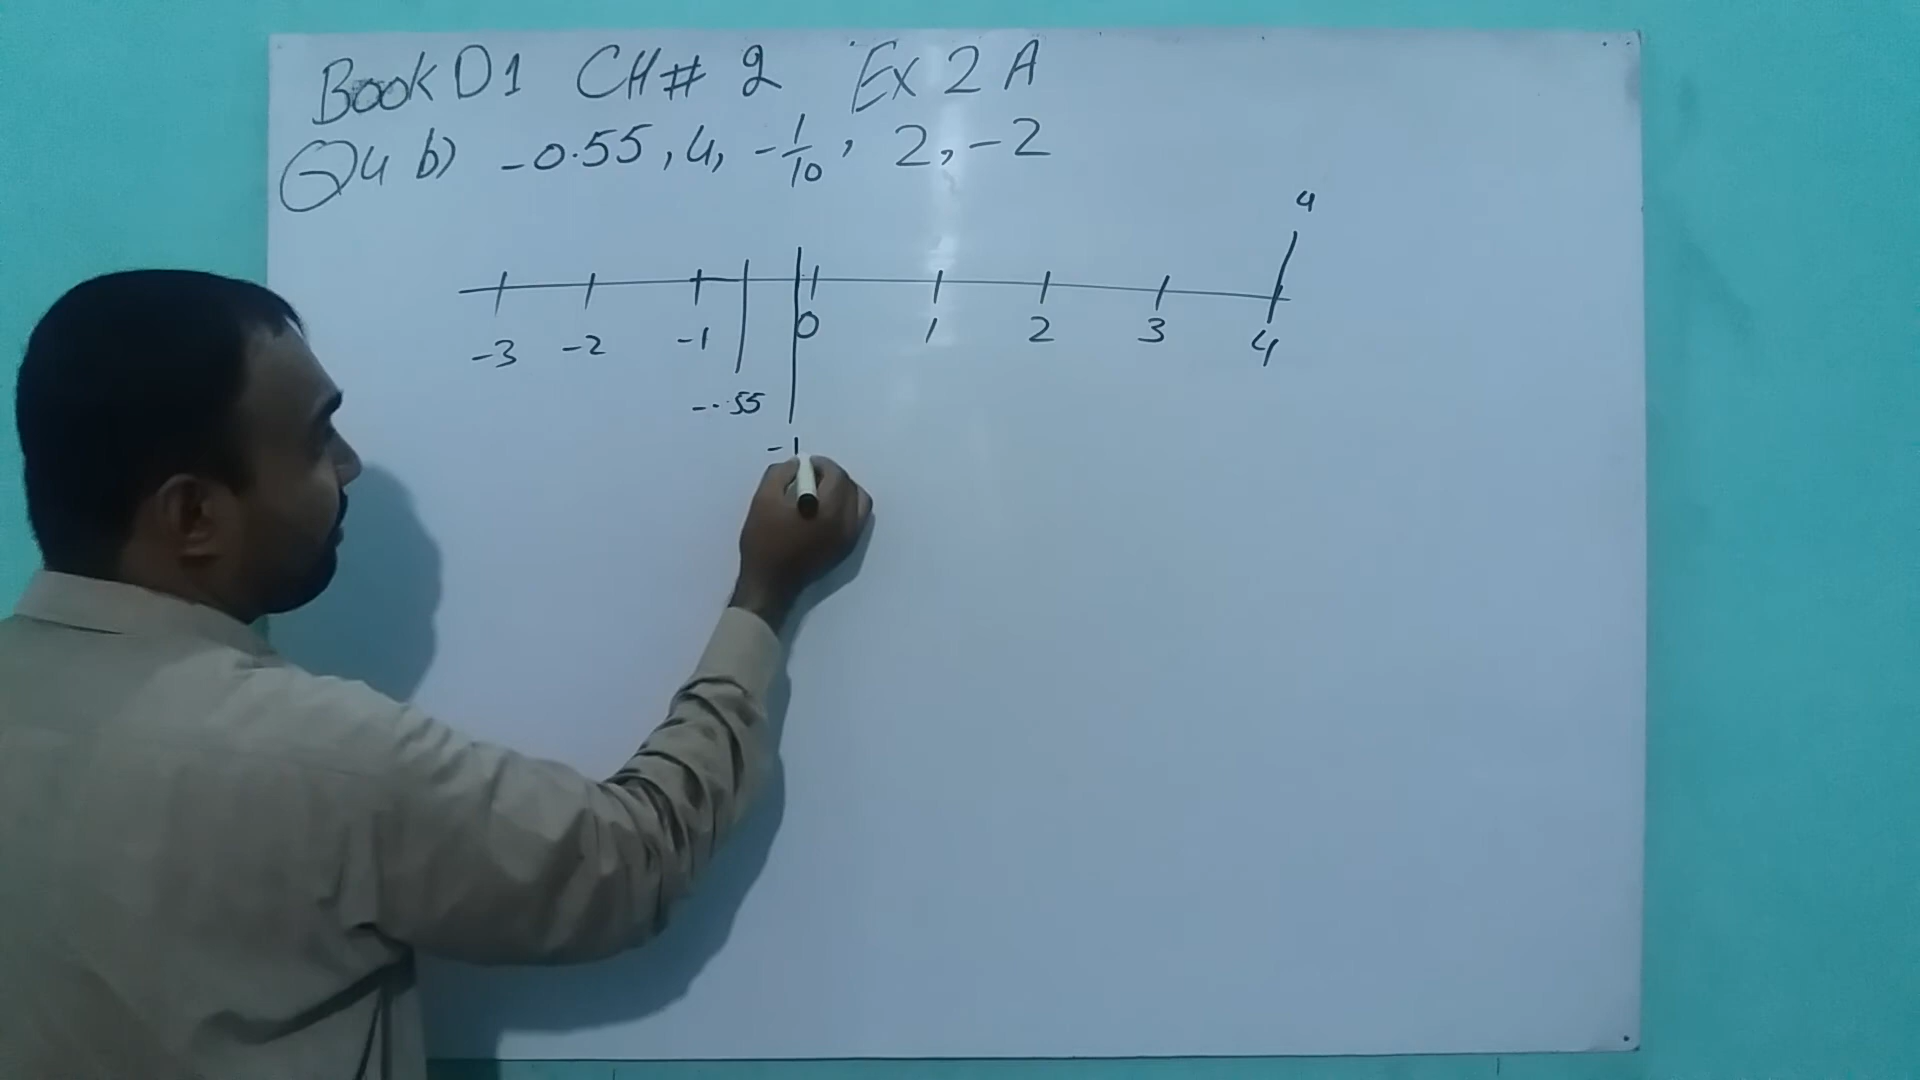 Book D1 CH# 2 Ex 2 A
Q4 b) -0.55, 4, -1/10, 2, -2
4
-3 -2 -1 0 1 2 3 4
-.55
-1